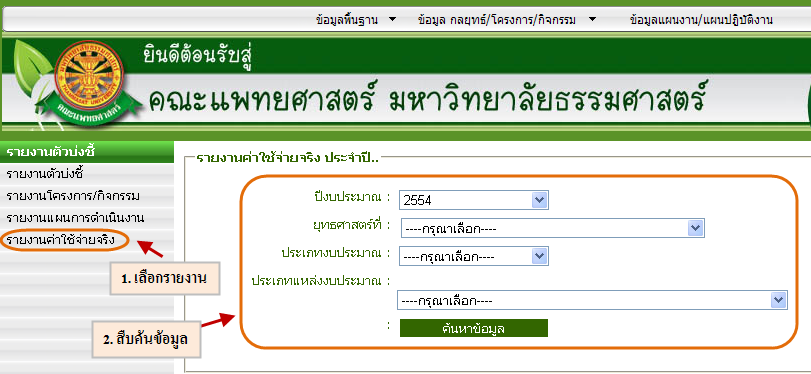 ข้อมูลพื้นฐาน ข้อมูล กลยุทธ์/โครงการ/กิจกรรม ข้อมูลแผนงาน/แผนปฏิบัติงาน
ยินดีต้อนรับสู่
คณะแพทยศาสตร์ มหาวิทยาลัยธรรมศาสตร์
รายงานตัวบ่งชี้
รายงานตัวบ่งชี้
รายงานโครงการ/กิจกรรม
รายงานแผนการดำเนินงาน
รายงานค่าใช้จ่ายจริง
1. เลือกรายงาน
2. สืบค้นข้อมูล
รายงานค่าใช้จ่ายจริง ประจำปี..
ปีงบประมาณ : 2554
ยุทธศาสตร์ที่ : ----กรุณาเลือก----
ประเภทงบประมาณ : ----กรุณาเลือก----
ประเภทแหล่งงบประมาณ :
----กรุณาเลือก----
: ค้นหาข้อมูล